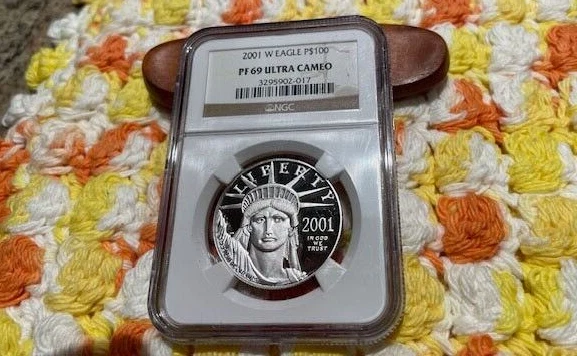 2001 W EAGLE P$100
PF 69 ULTRA CAMEO
3295902-017
NGC
LIBERTY
2001
IN GOD
WE
TRUST